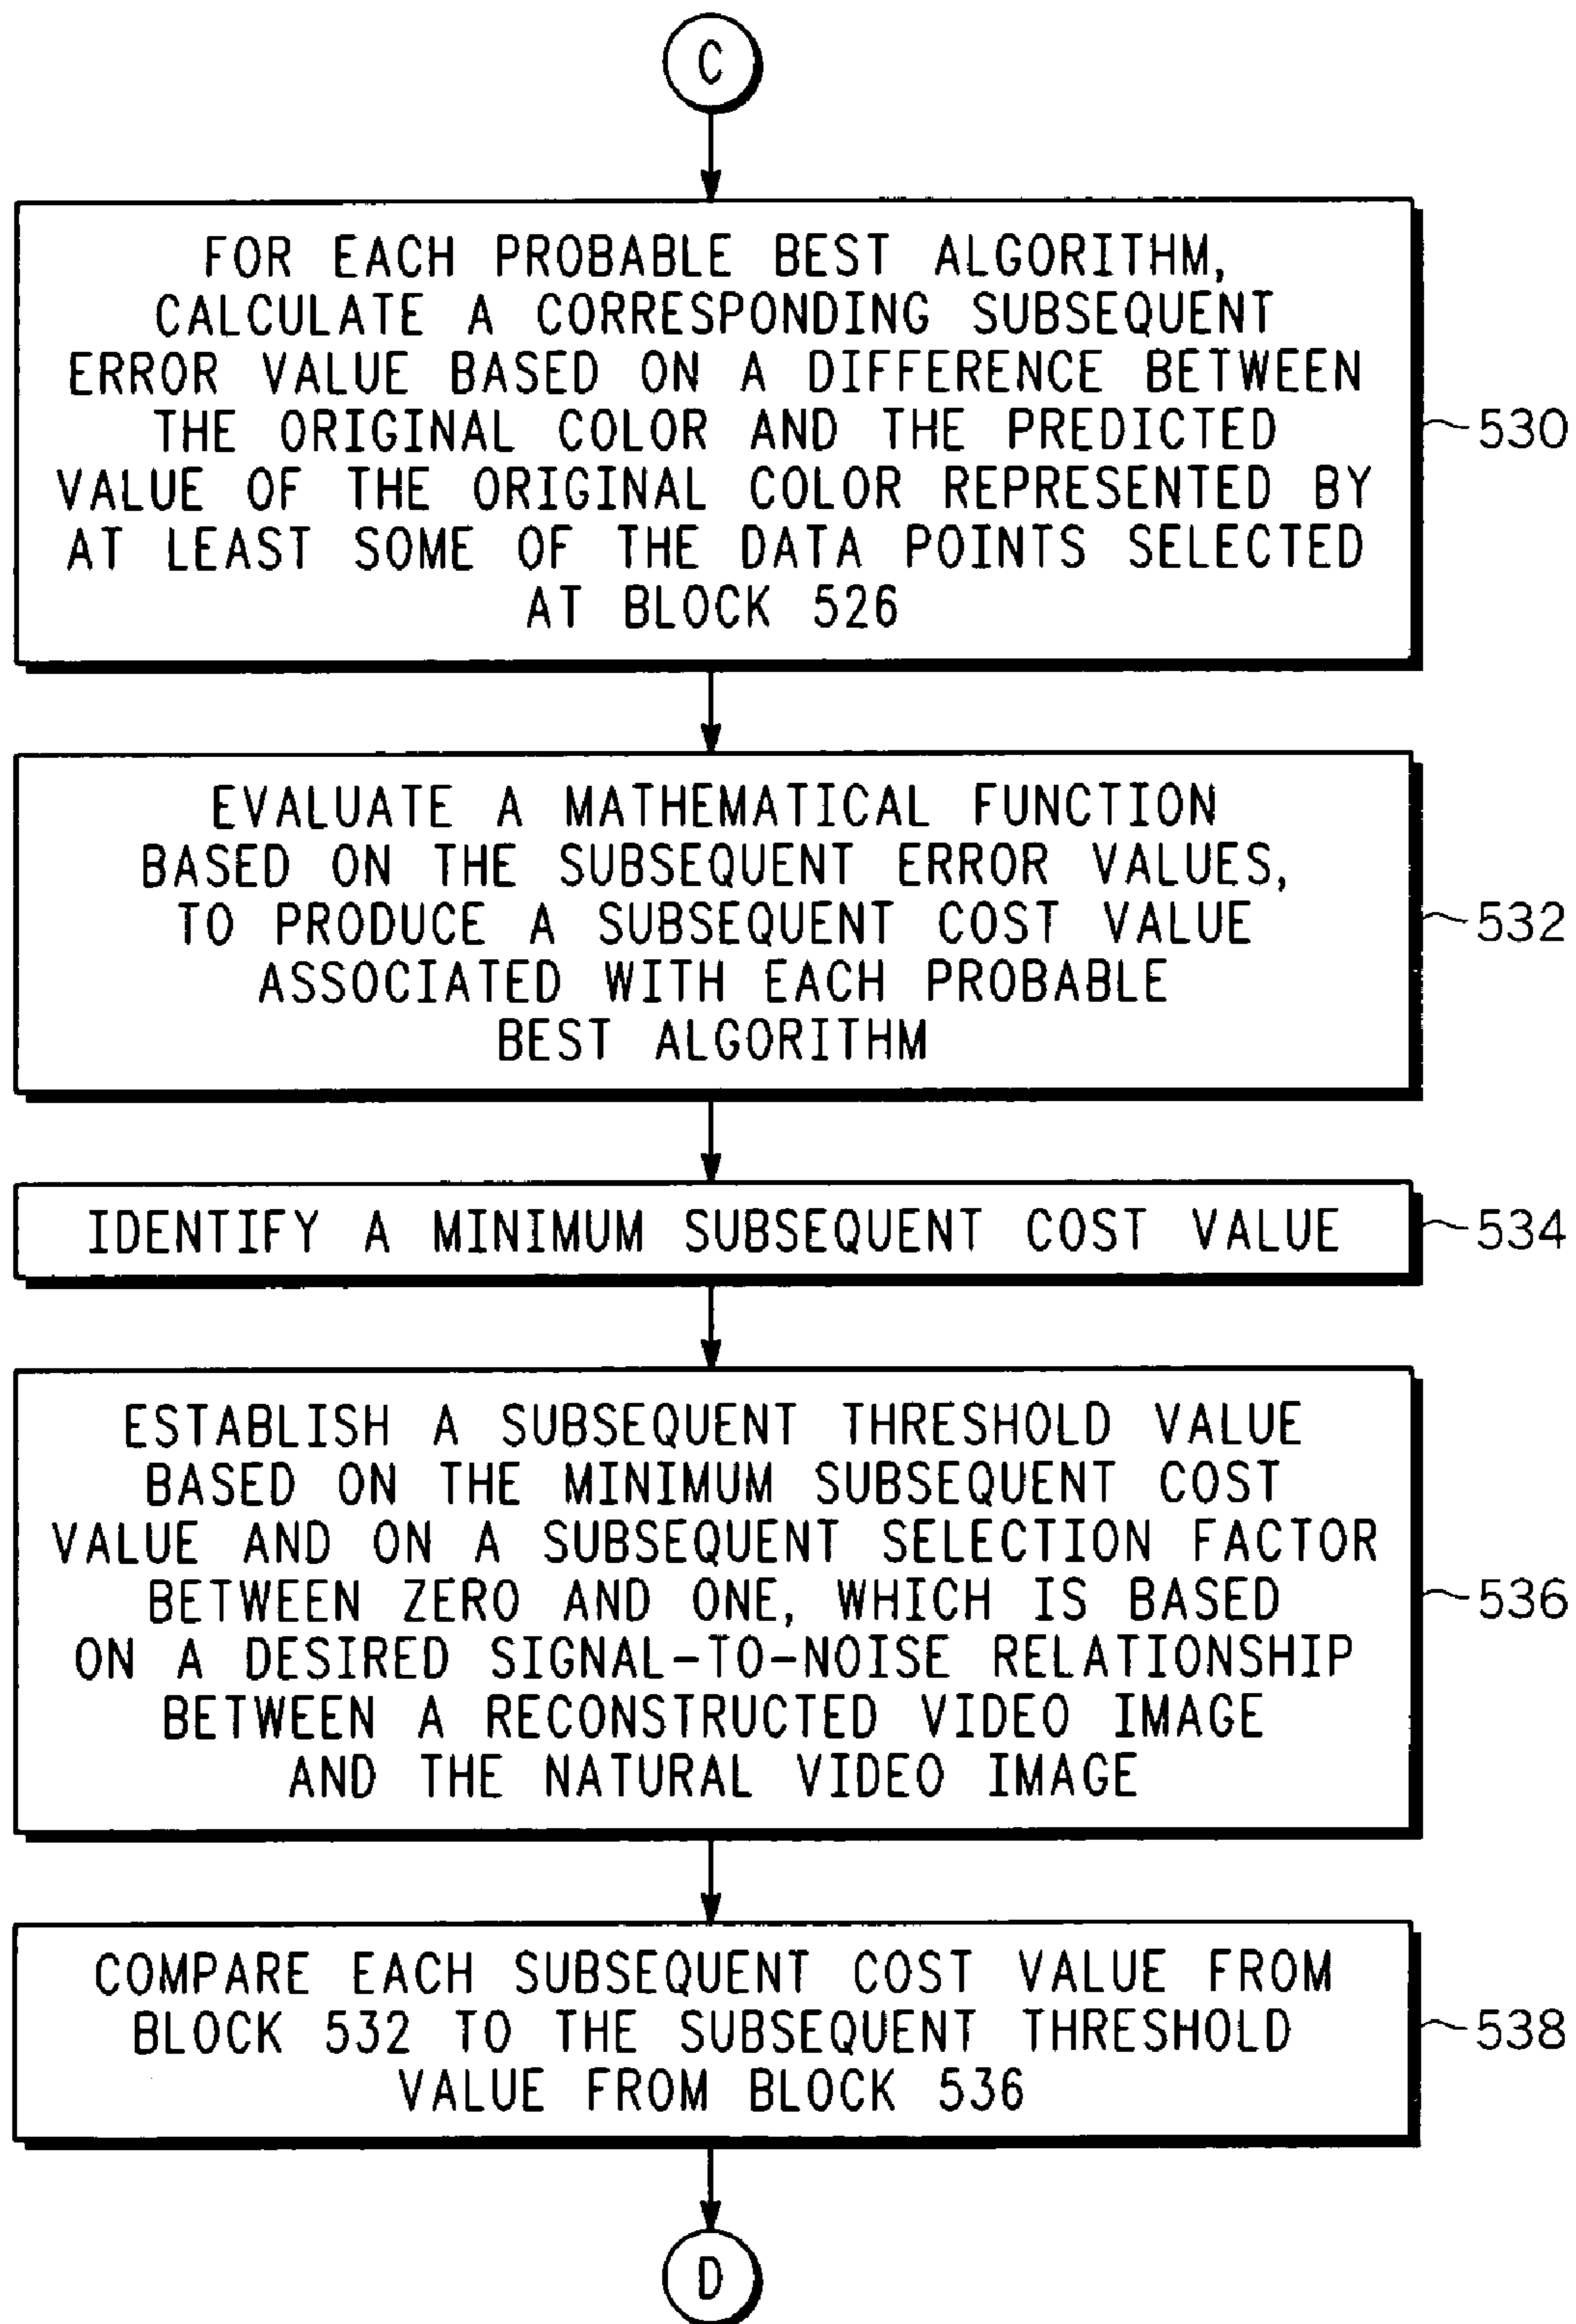 C
FOR EACH PROBABLE BEST ALGORITHM,
CALCULATE A CORRESPONDING SUBSEQUENT
ERROR VALUE BASED ON A DIFFERENCE BETWEEN
THE ORIGINAL COLOR AND THE PREDICTED
VALUE OF THE ORIGINAL COLOR REPRESENTED BY
AT LEAST SOME OF THE DATA POINTS SELECTED
AT BLOCK 526
530
EVALUATE A MATHEMATICAL FUNCTION
BASED ON THE SUBSEQUENT ERROR VALUES,
TO PRODUCE A SUBSEQUENT COST VALUE
ASSOCIATED WITH EACH PROBABLE
BEST ALGORITHM
532
IDENTIFY A MINIMUM SUBSEQUENT COST VALUE
534
ESTABLISH A SUBSEQUENT THRESHOLD VALUE
BASED ON THE MINIMUM SUBSEQUENT COST
VALUE AND ON A SUBSEQUENT SELECTION FACTOR
BETWEEN ZERO AND ONE, WHICH IS BASED
ON A DESIRED SIGNAL-TO-NOISE RELATIONSHIP
BETWEEN A RECONSTRUCTED VIDEO IMAGE
AND THE NATURAL VIDEO IMAGE
536
COMPARE EACH SUBSEQUENT COST VALUE FROM
BLOCK 532 TO THE SUBSEQUENT THRESHOLD
VALUE FROM BLOCK 536
538
D